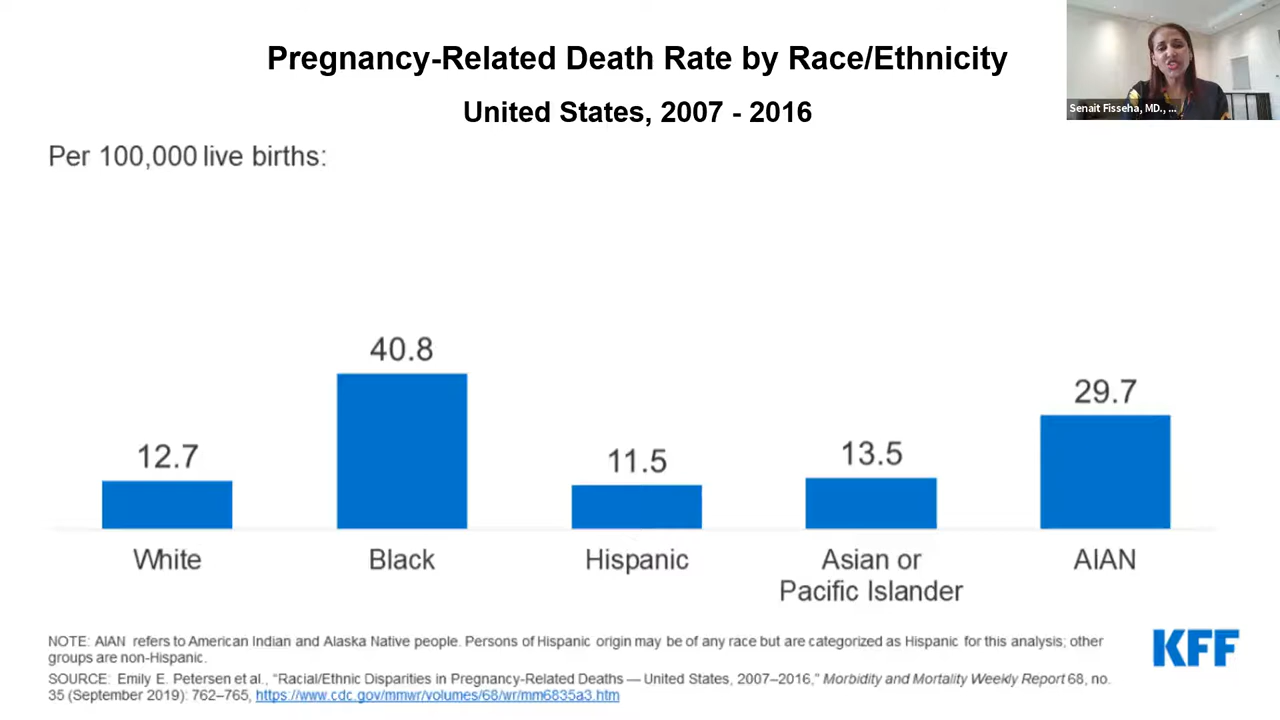 Pregnancy-Related Death Rate by Race/Ethnicity
United States, 2007 - 2016
Senait Fisseha, MD., ...
Per 100,000 live births:
12.7
40.8
11.5
13.5
29.7
White
Black
Hispanic
Asian or
Pacific Islander
AIAN
NOTE: AIAN refers to American Indian and Alaska Native people. Persons of Hispanic origin may be of any race but are categorized as Hispanic for this analysis; other
groups are non-Hispanic.
SOURCE: Emily E. Petersen et al., “Racial/Ethnic Disparities in Pregnancy-Related Deaths — United States, 2007–2016,” Morbidity and Mortality Weekly Report 68, no.
35 (September 2019): 762–765, https://www.cdc.gov/mmwr/volumes/68/wr/mm6835a3.htm
KFF